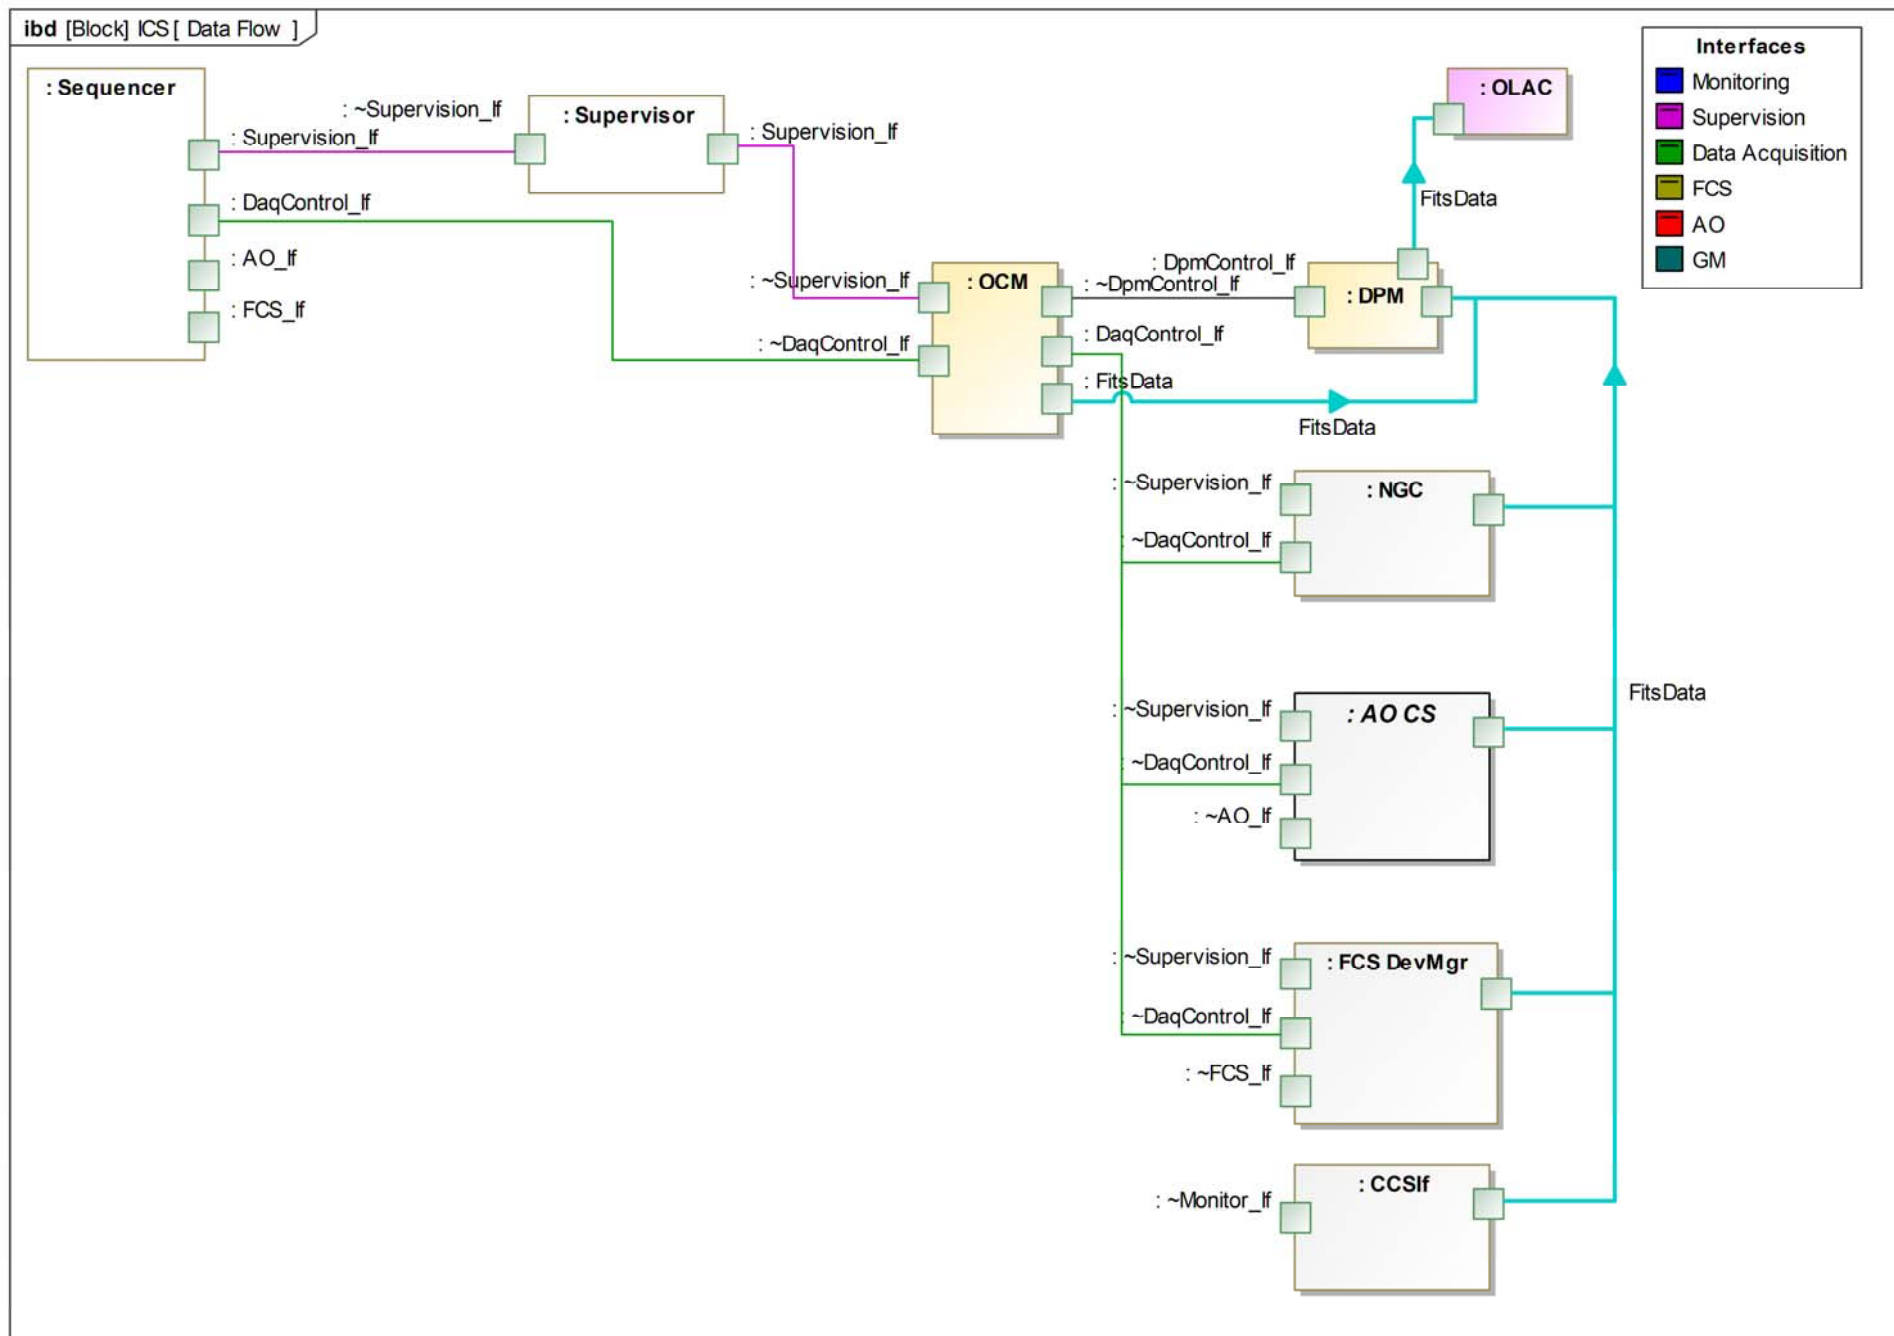 ibd [Block] ICS [ Data Flow ]
: Sequencer
: Supervision_If
: DaqControl_If
: AO_If
: FCS_If
: ~Supervision_If
: Supervisor
: Supervision_If
: ~Supervision_If
: ~DaqControl_If
: OCM
: ~DpmControl_If
: DaqControl_If
: FitsData
FitsData
: DpmControl_If
: DPM
FitsData
: OLAC
Interfaces
Monitoring
Supervision
Data Acquisition
FCS
AO
GM
: ~Supervision_If
: ~DaqControl_If
: NGC
: ~Supervision_If
: ~DaqControl_If
: ~AO_If
: AO CS
FitsData
: ~Supervision_If
: ~DaqControl_If
: ~FCS_If
: FCS DevMgr
: ~Monitor_If
: CCSIf